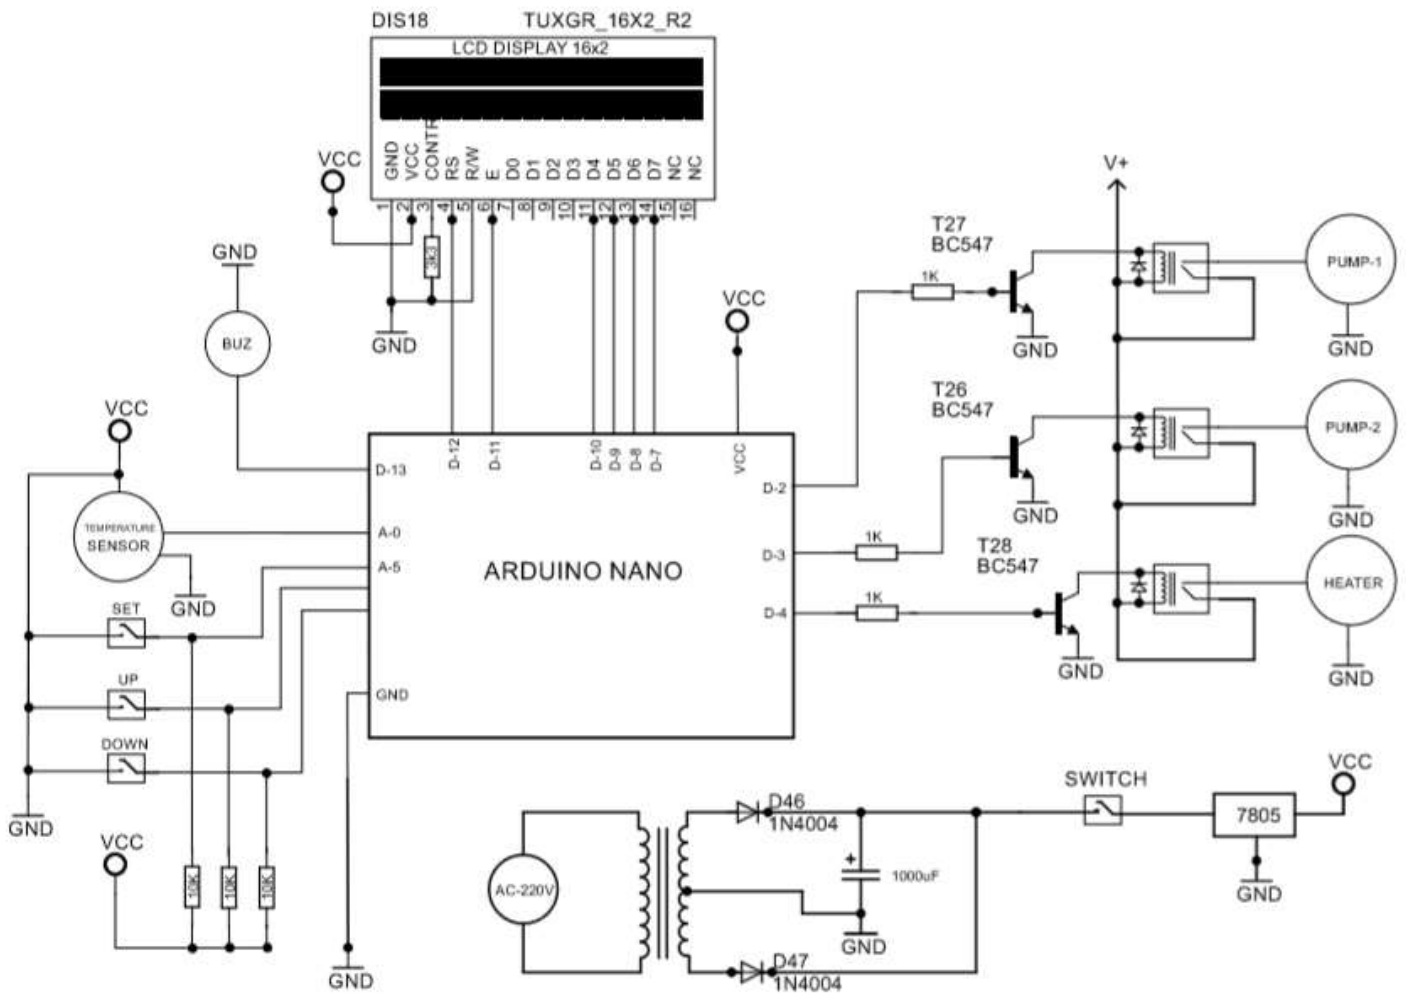 DIS18 TUXGR_16X2_R2
LCD DISPLAY 16x2
GND
VCC
CONTR
RS
R/W
E
D0
D1
D2
D3
D4
D5
D6
D7
NC
NC
1
2
3
4
5
6
7
8
9
10
11
12
13
14
15
16
VCC
3K3
GND
GND
BUZ
VCC
TEMPERATURE
SENSOR
GND
SET
UP
DOWN
GND
VCC
10K
10K
10K
GND
D-13
A-0
A-5
GND
D-12
D-11
D-10
D-9
D-8
D-7
VCC
VCC
D-2
D-3
D-4
ARDUINO NANO
1K
1K
1K
T27
BC547
GND
T26
BC547
GND
T28
BC547
GND
V+
PUMP-1
GND
PUMP-2
GND
HEATER
GND
AC-220V
D46
1N4004
D47
1N4004
+
1000uF
GND
SWITCH
7805
GND
VCC